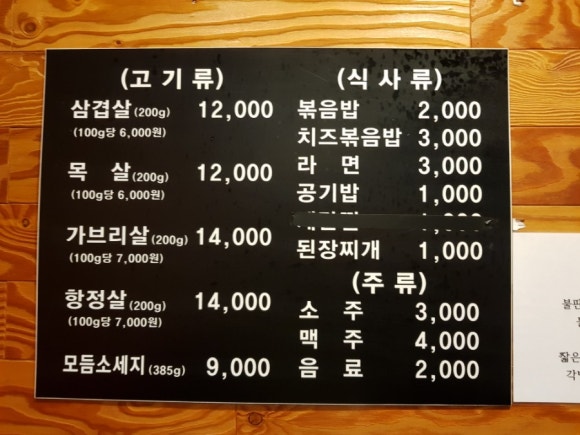 (고기류)
삼겹살(200g) 12,000
(100g당 6,000원)
목 살(200g) 12,000
(100g당 6,000원)
가브리살(200g) 14,000
(100g당 7,000원)
항정살(200g) 14,000
(100g당 7,000원)
모듬소세지(385g) 9,000
(식사류)
볶음밥 2,000
치즈볶음밥 3,000
라 면 3,000
공기밥 1,000
된장찌개 1,000
(주류)
소 주 3,000
맥 주 4,000
음 료 2,000
불판
짧은